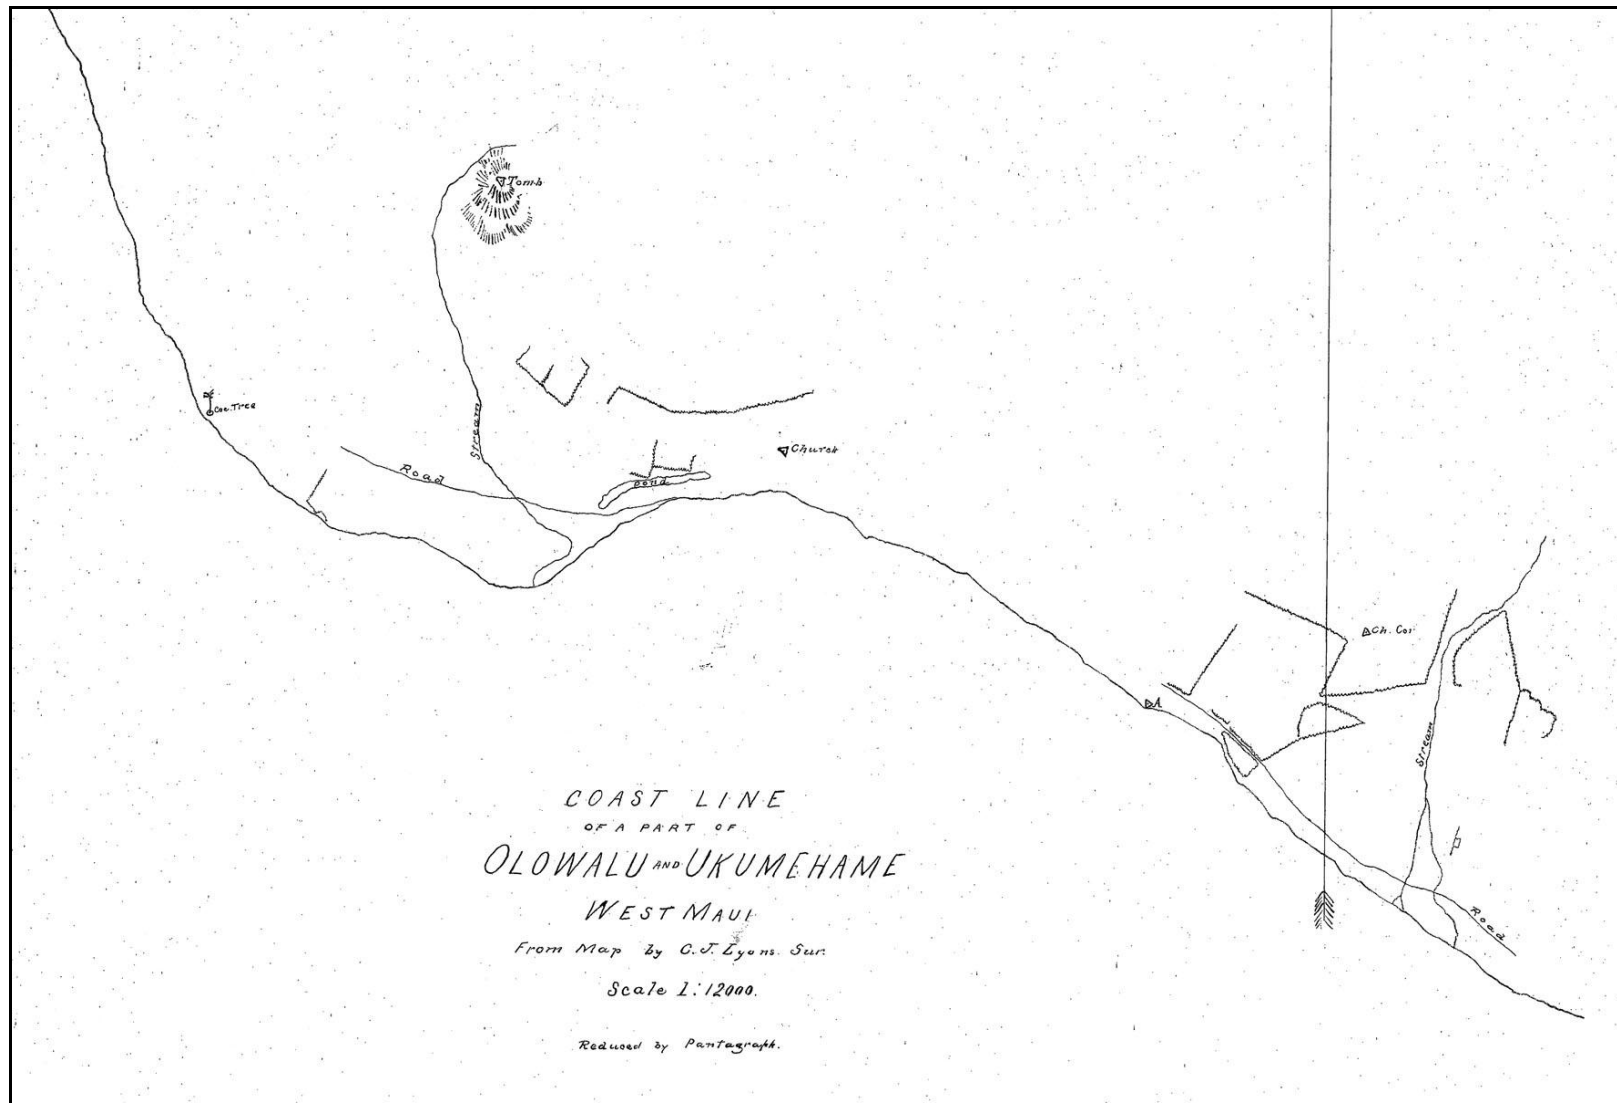 Tomb
Coc. Tree
Stream
Road
Church
pond
Ch. Cor
A
Stream
Road
COAST LINE
OF A PART OF
OLOWALU AND UKUMEHAME
WEST MAUI
From Map by C.J. Lyons. Sur.
Scale 1:12000.
Reduced by Pantagraph.